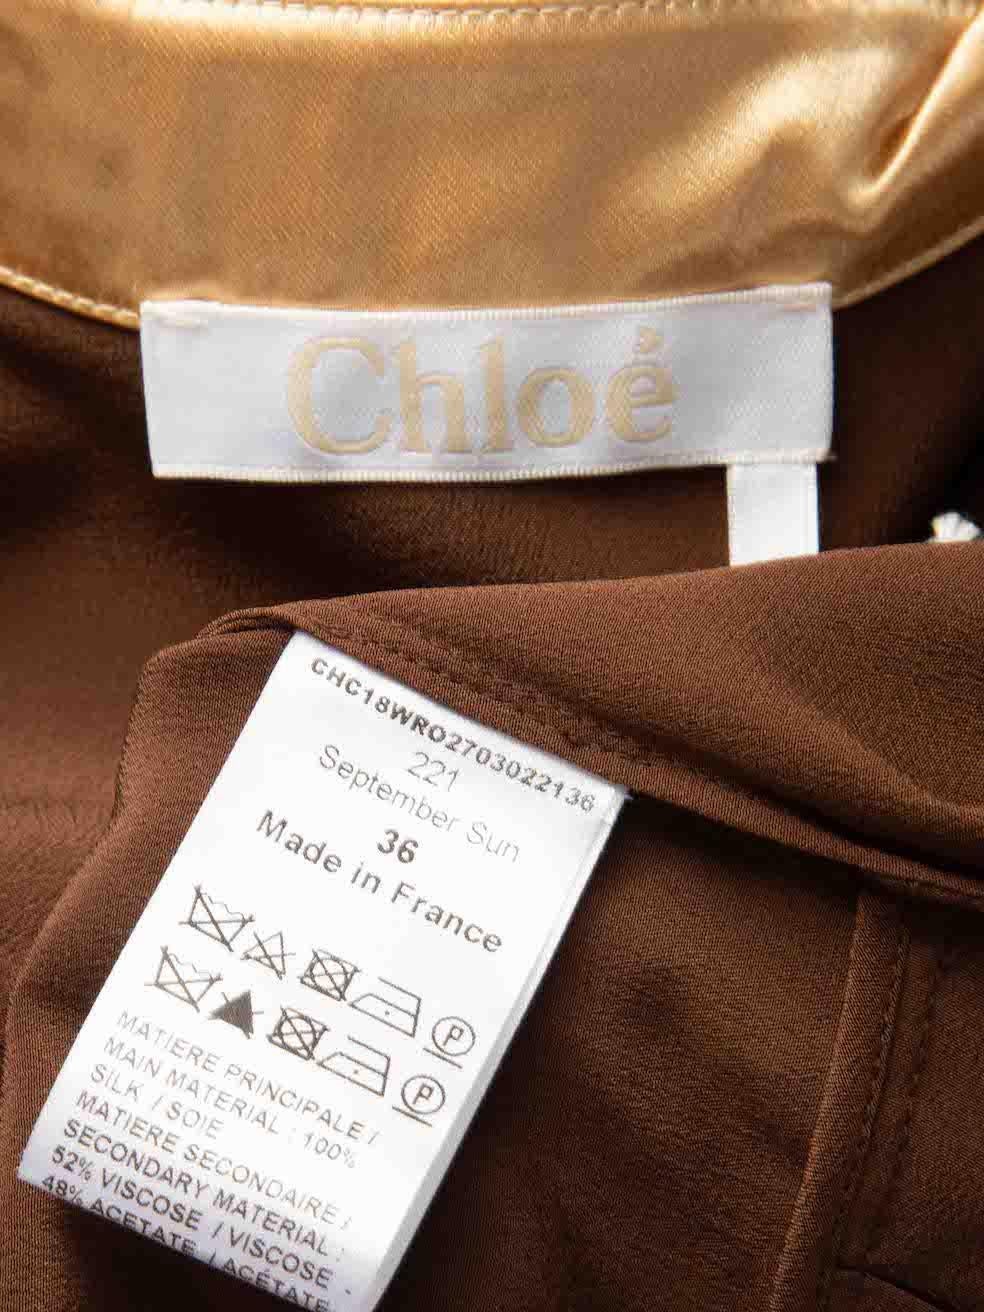 Chloé
CHC18WRO2703022136
221
September Sun
36
Made in France
P
P
MATIERE PRINCIPALE /
MAIN MATERIAL : 100%
SILK / SOIE
MATIERE SECONDAIRE /
SECONDARY MATERIAL :
52% VISCOSE / VISCOSE -
48% ACETATE / ACÉTATE